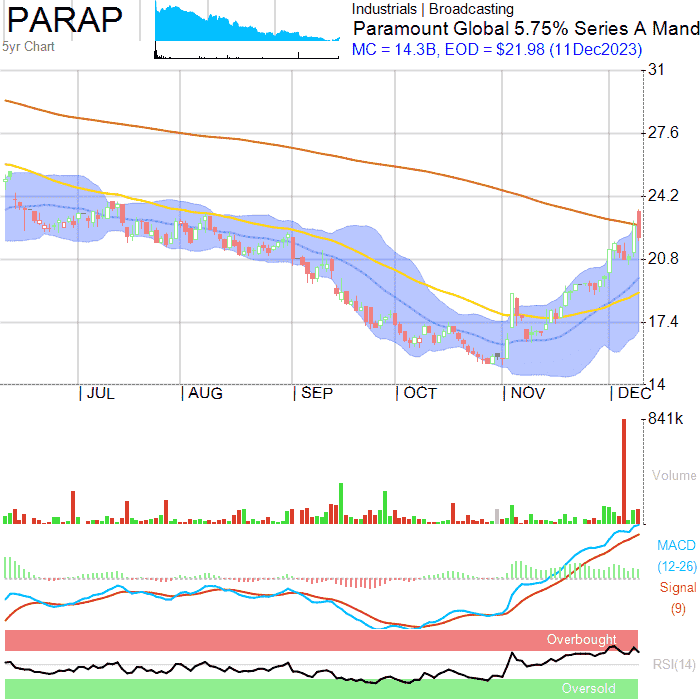 PARAP
5yr Chart
Industrials | Broadcasting
Paramount Global 5.75% Series A Mand
MC = 14.3B, EOD = $21.98 (11Dec2023)
31
27.6
24.2
20.8
17.4
14
| JUL | AUG | SEP | OCT | NOV | DEC
841k
Volume
MACD
(12-26)
Signal
(9)
Overbought
RSI(14)
Oversold